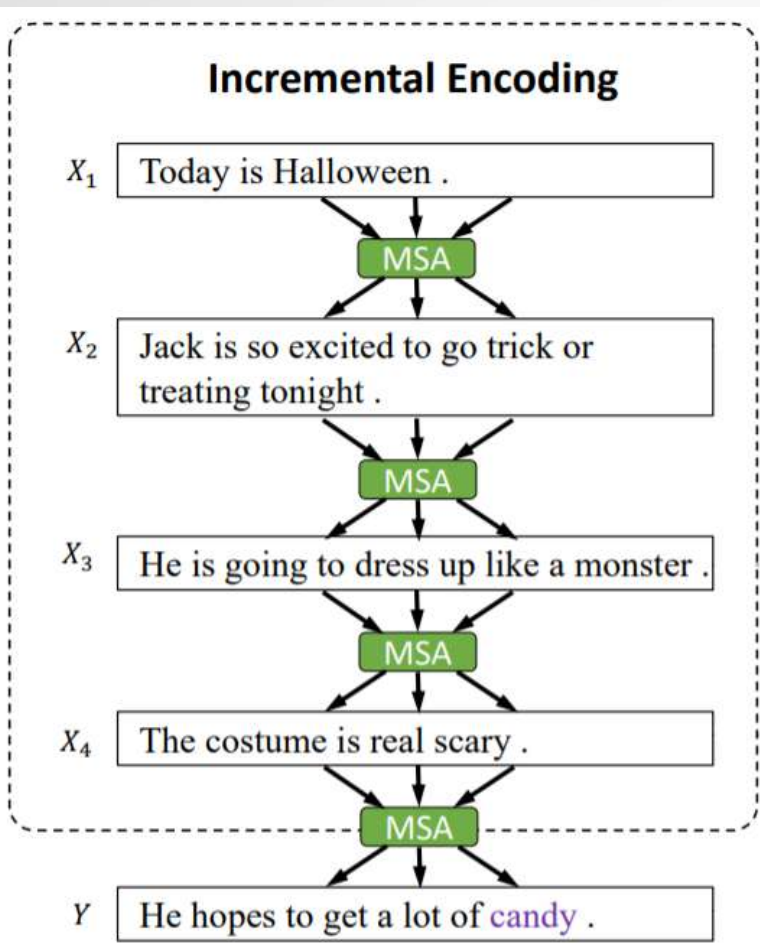 Incremental Encoding
X₁ Today is Halloween .
MSA
X₂ Jack is so excited to go trick or
treating tonight .
MSA
X₃ He is going to dress up like a monster .
MSA
X₄ The costume is real scary .
MSA
Y He hopes to get a lot of candy .